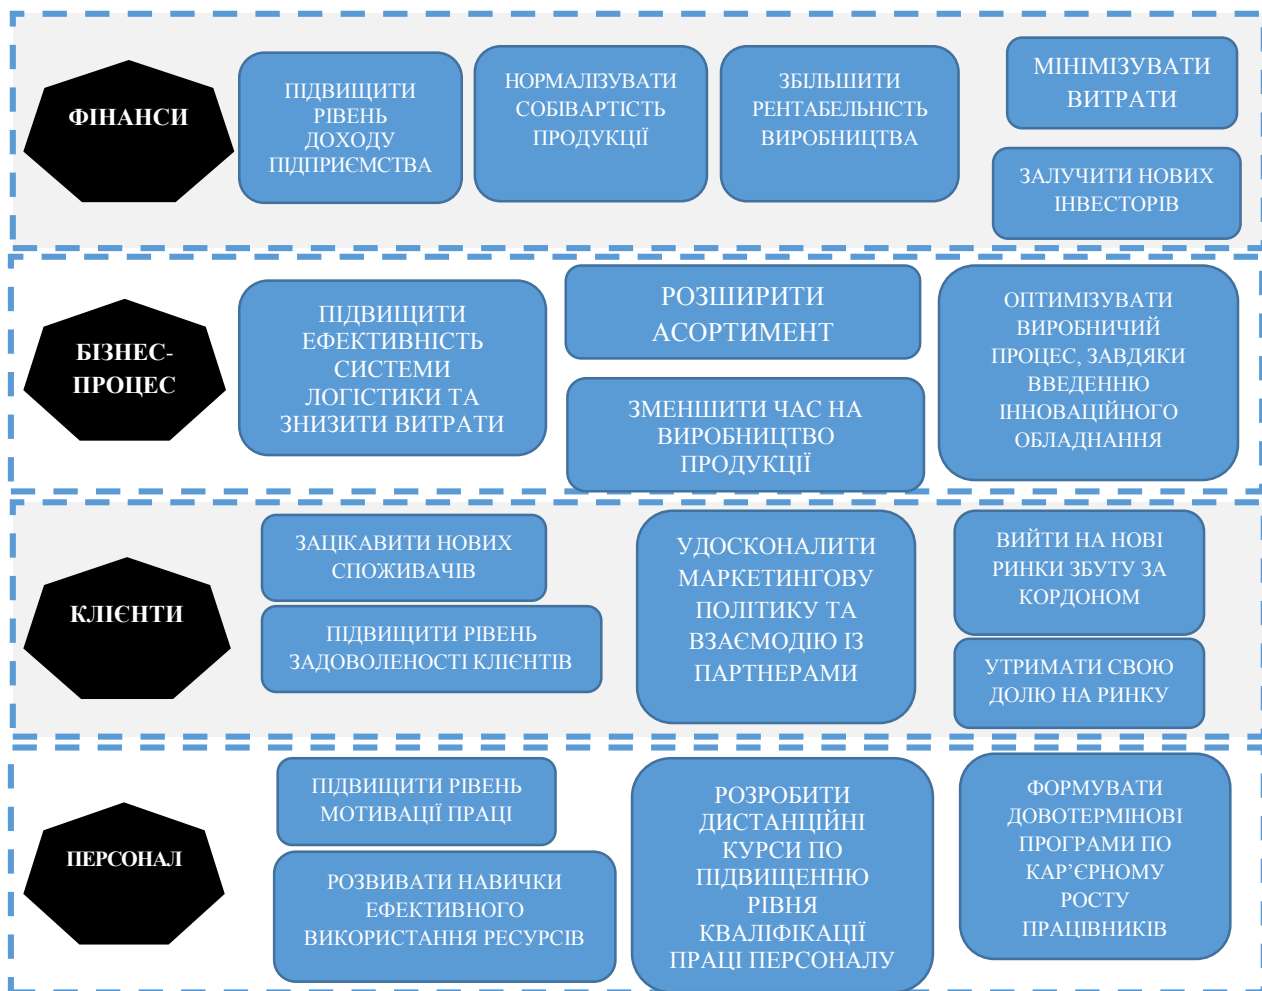 ФІНАНСИ
ПІДВИЩИТИ
РІВЕНЬ
ДОХОДУ
ПІДПРИЄМСТВА
НОРМАЛІЗУВАТИ
СОБІВАРТІСТЬ
ПРОДУКЦІЇ
ЗБІЛЬШИТИ
РЕНТАБЕЛЬНІСТЬ
ВИРОБНИЦТВА
МІНІМІЗУВАТИ
ВИТРАТИ
ЗАЛУЧИТИ НОВИХ
ІНВЕСТОРІВ
БІЗНЕС-
ПРОЦЕС
ПІДВИЩИТИ
ЕФЕКТИВНІСТЬ
СИСТЕМИ
ЛОГІСТИКИ ТА
ЗНИЗИТИ ВИТРАТИ
РОЗШИРИТИ
АСОРТИМЕНТ
ЗМЕНШИТИ ЧАС НА
ВИРОБНИЦТВО
ПРОДУКЦІЇ
ОПТИМІЗУВАТИ
ВИРОБНИЧИЙ
ПРОЦЕС, ЗАВДЯКИ
ВВЕДЕННЮ
ІННОВАЦІЙНОГО
ОБЛАДНАННЯ
КЛІЄНТИ
ЗАЦІКАВИТИ НОВИХ
СПОЖИВАЧІВ
ПІДВИЩИТИ РІВЕНЬ
ЗАДОВОЛЕНОСТІ КЛІЄНТІВ
УДОСКОНАЛИТИ
МАРКЕТИНГОВУ
ПОЛІТИКУ ТА
ВЗАЄМОДІЮ ІЗ
ПАРТНЕРАМИ
ВИЙТИ НА НОВІ
РИНКИ ЗБУТУ ЗА
КОРДОНОМ
УТРИМАТИ СВОЮ
ДОЛЮ НА РИНКУ
ПЕРСОНАЛ
ПІДВИЩИТИ РІВЕНЬ
МОТИВАЦІЇ ПРАЦІ
РОЗВИВАТИ НАВИЧКИ
ЕФЕКТИВНОГО
ВИКОРИСТАННЯ РЕСУРСІВ
РОЗРОБИТИ
ДИСТАНЦІЙНІ
КУРСИ ПО
ПІДВИЩЕННЮ
РІВНЯ
КВАЛІФІКАЦІЇ
ПРАЦІ ПЕРСОНАЛУ
ФОРМУВАТИ
ДОВОТЕРМІНОВІ
ПРОГРАМИ ПО
КАР’ЄРНОМУ
РОСТУ
ПРАЦІВНИКІВ